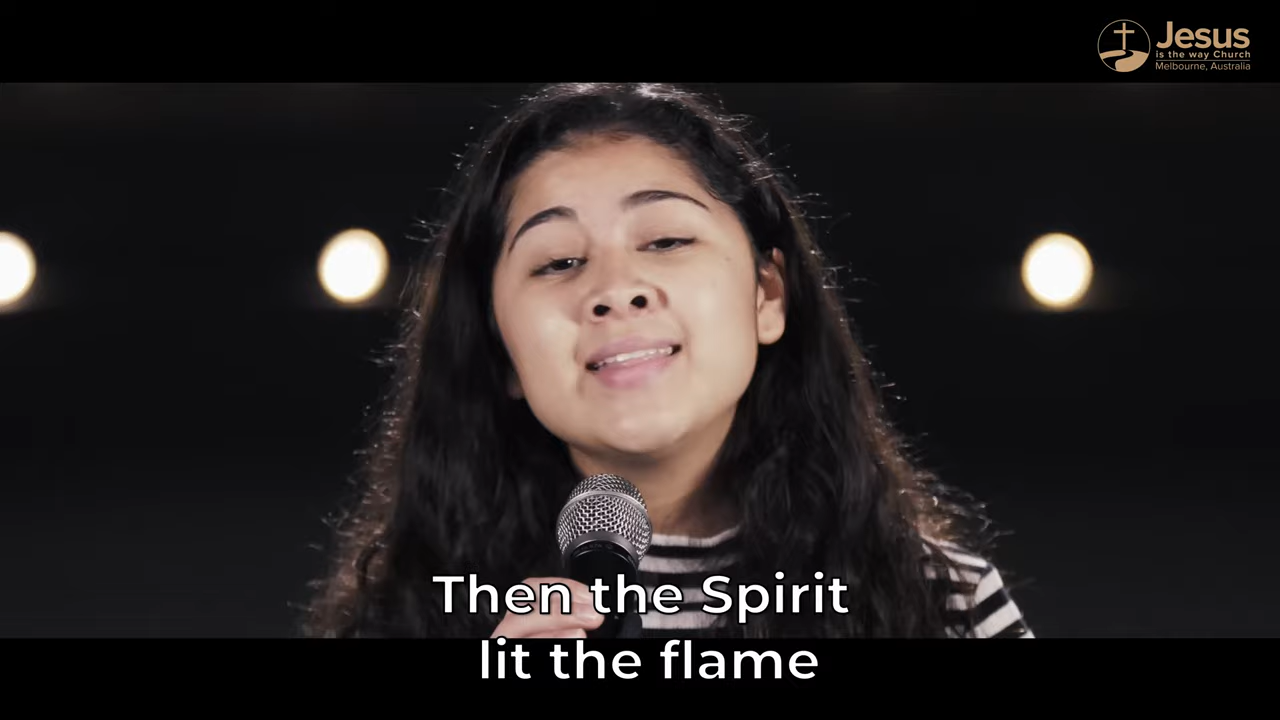 Jesus
is the way Church
Melbourne, Australia
Then the Spirit
lit the flame